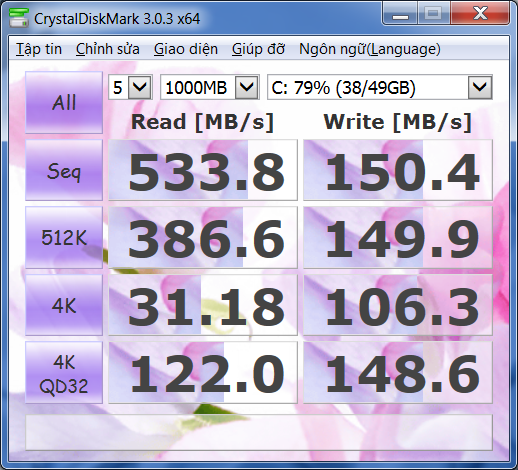 CrystalDiskMark 3.0.3 x64
Tập tin Chỉnh sửa Giao diện Giúp đỡ Ngôn ngữ(Language)
All 5 1000MB C: 79% (38/49GB)
Read [MB/s] Write [MB/s]
Seq 533.8 150.4
512K 386.6 149.9
4K 31.18 106.3
4K QD32 122.0 148.6